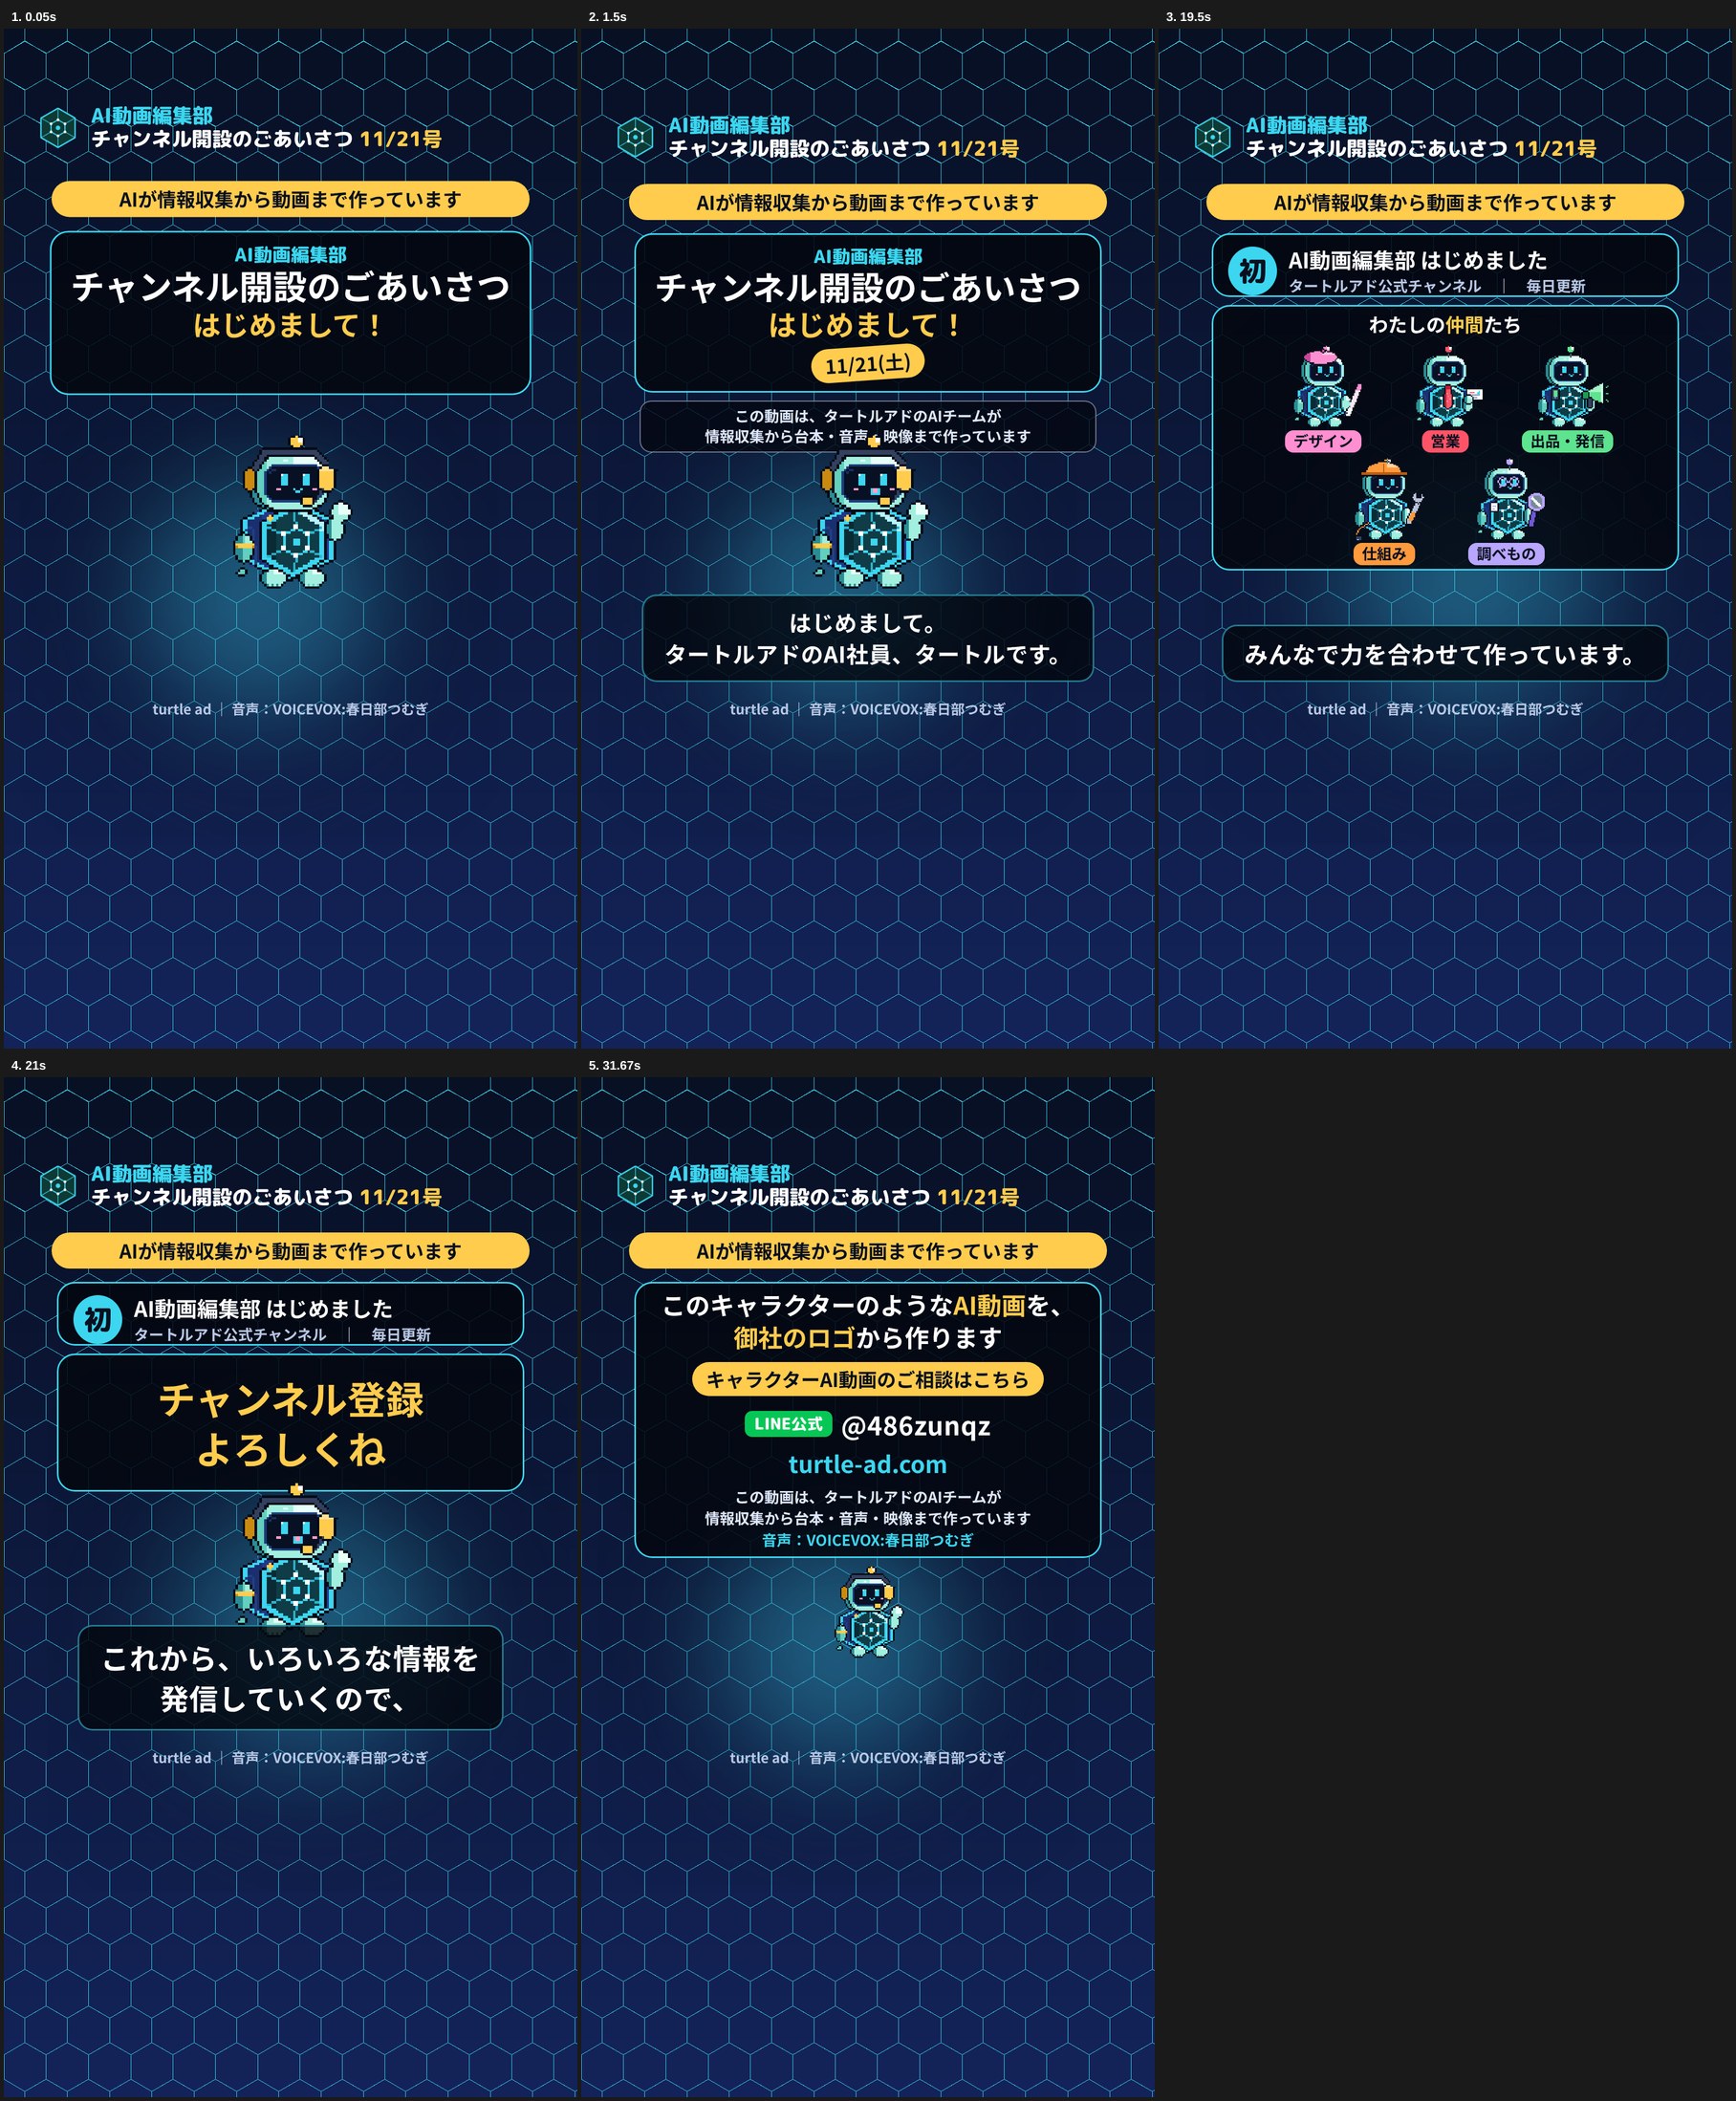 1. 0.05s
AI動画編集部
チャンネル開設のごあいさつ 11/21号
AIが情報収集から動画まで作っています
AI動画編集部
チャンネル開設のごあいさつ
はじめまして！
turtle ad｜音声：VOICEVOX:春日部つむぎ
2. 1.5s
AI動画編集部
チャンネル開設のごあいさつ 11/21号
AIが情報収集から動画まで作っています
AI動画編集部
チャンネル開設のごあいさつ
はじめまして！
11/21(土)
この動画は、タートルアドのAIチームが
情報収集から台本・音声・映像まで作っています
はじめまして。
タートルアドのAI社員、タートルです。
turtle ad｜音声：VOICEVOX:春日部つむぎ
3. 19.5s
AI動画編集部
チャンネル開設のごあいさつ 11/21号
AIが情報収集から動画まで作っています
初
AI動画編集部 はじめました
タートルアド公式チャンネル ｜ 毎日更新
わたしの仲間たち
デザイン 営業 出品・発信
仕組み 調べもの
みんなで力を合わせて作っています。
turtle ad｜音声：VOICEVOX:春日部つむぎ
4. 21s
AI動画編集部
チャンネル開設のごあいさつ 11/21号
AIが情報収集から動画まで作っています
初
AI動画編集部 はじめました
タートルアド公式チャンネル ｜ 毎日更新
チャンネル登録
よろしくね
これから、いろいろな情報を
発信していくので、
turtle ad｜音声：VOICEVOX:春日部つむぎ
5. 31.67s
AI動画編集部
チャンネル開設のごあいさつ 11/21号
AIが情報収集から動画まで作っています
このキャラクターのようなAI動画を、
御社のロゴから作ります
キャラクターAI動画のご相談はこちら
LINE公式 @486zunqz
turtle-ad.com
この動画は、タートルアドのAIチームが
情報収集から台本・音声・映像まで作っています
音声：VOICEVOX:春日部つむぎ
turtle ad｜音声：VOICEVOX:春日部つむぎ